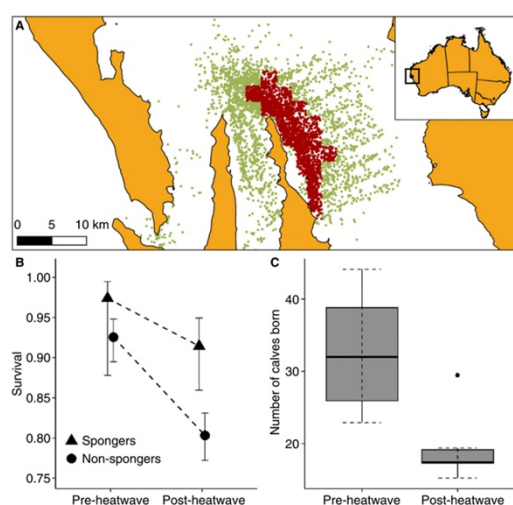 A
0 5 10 km
B
C
1.00
0.95
0.90
0.85
0.80
0.75
Survival
Spongers
Non-spongers
Pre-heatwave Post-heatwave
Number of calves born
40
30
20
Pre-heatwave Post-heatwave